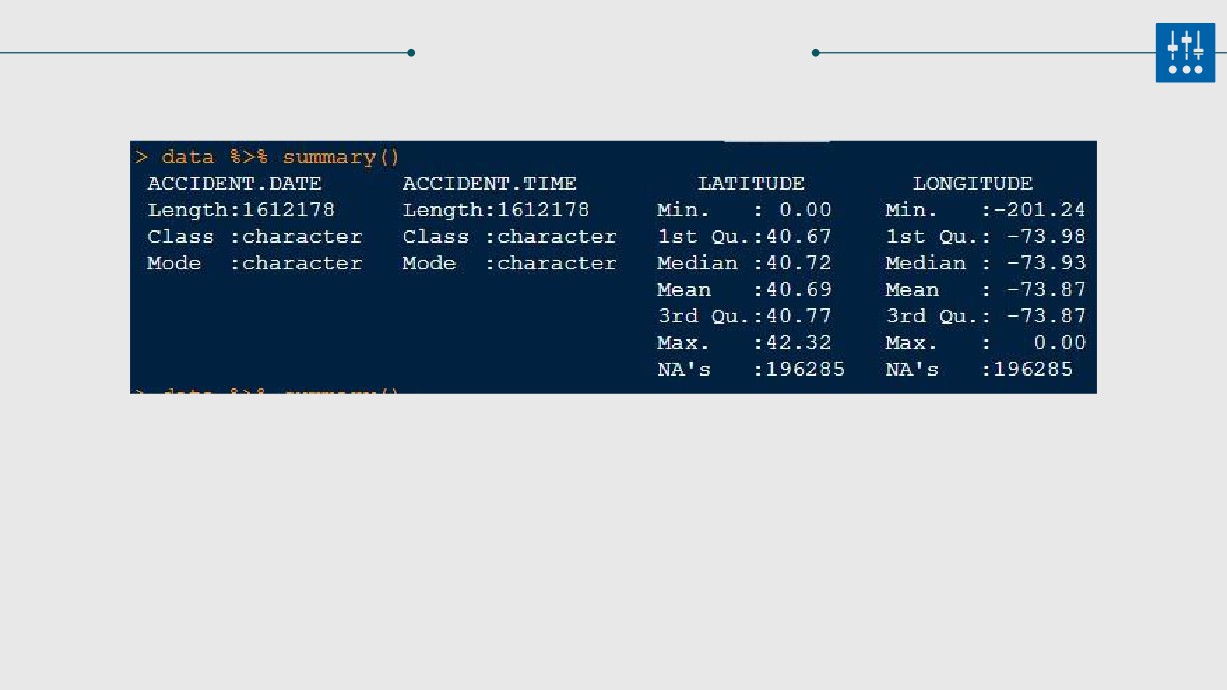 > data %>% summary()
ACCIDENT.DATE ACCIDENT.TIME LATITUDE LONGITUDE
Length:1612178 Length:1612178 Min. : 0.00 Min. :-201.24
Class :character Class :character 1st Qu.:40.67 1st Qu.: -73.98
Mode :character Mode :character Median :40.72 Median : -73.93
Mean :40.69 Mean : -73.87
3rd Qu.:40.77 3rd Qu.: -73.87
Max. :42.32 Max. : 0.00
NA's :196285 NA's :196285
> data %>% summary()